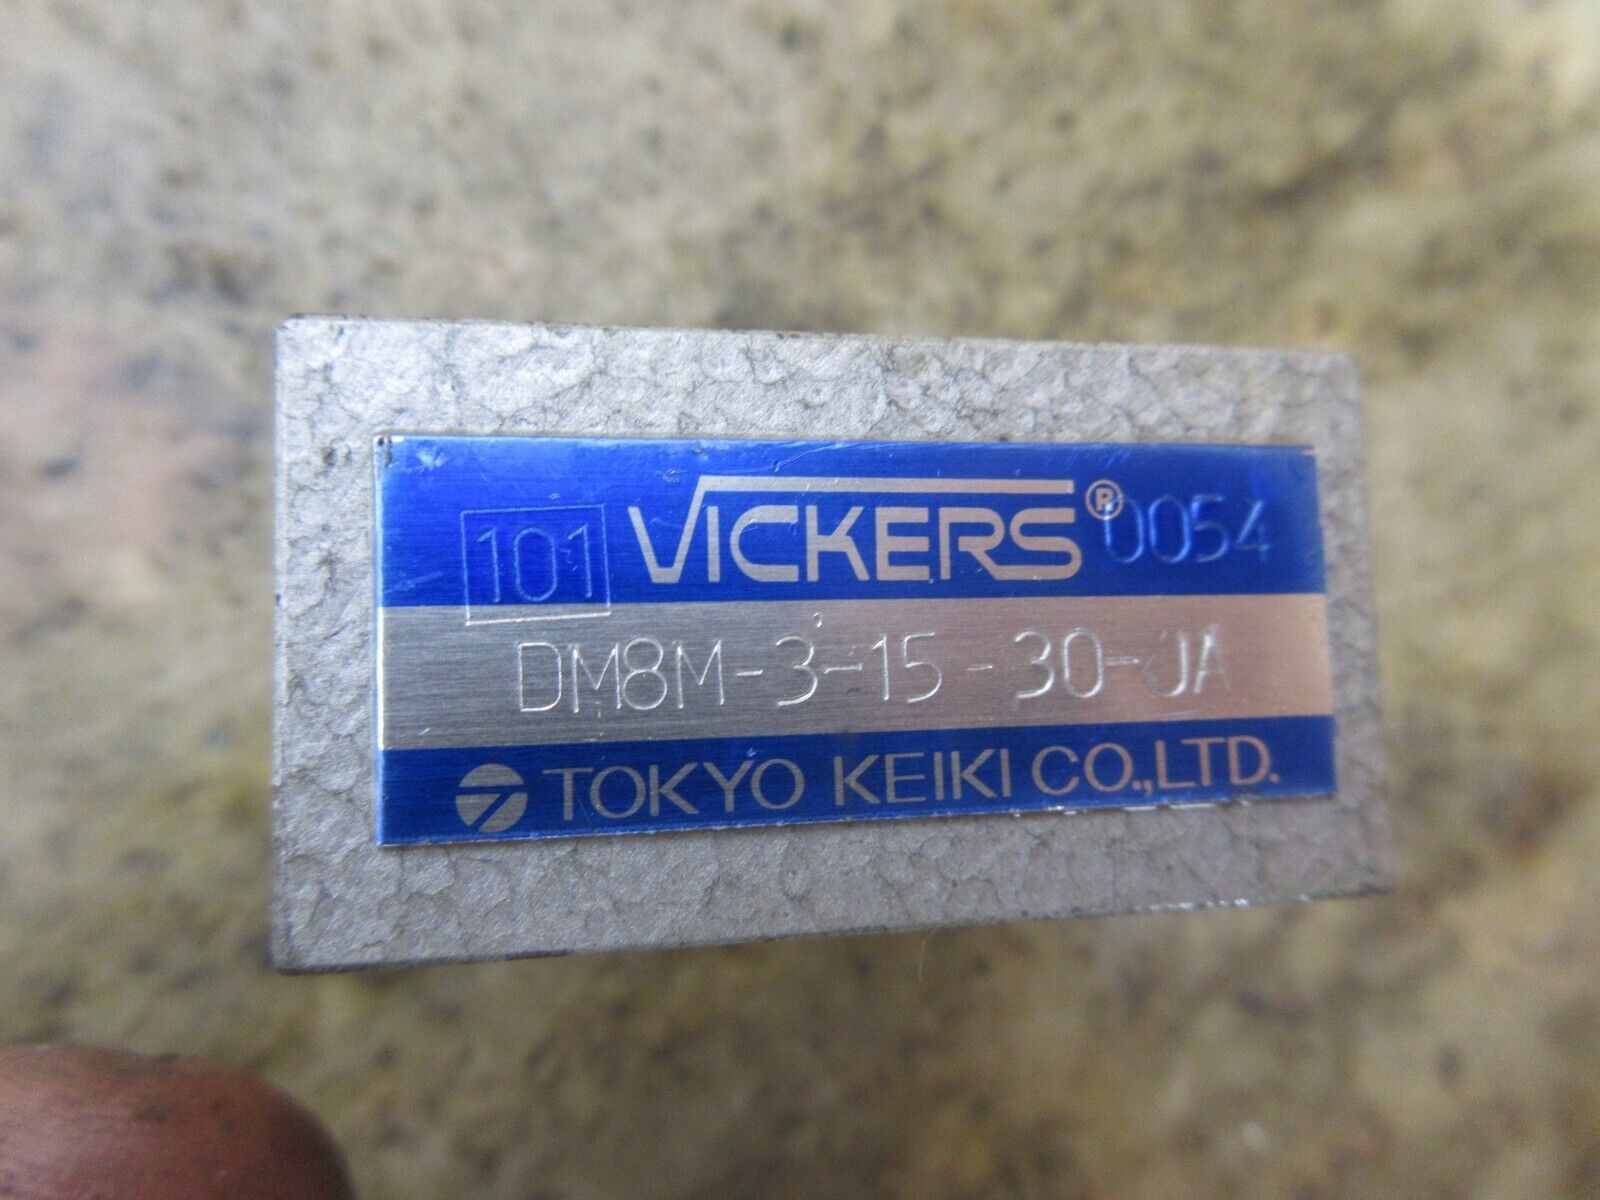 101 VICKERS® 0054
DM8M-3-15-30-JA
TOKYO KEIKI CO.,LTD.